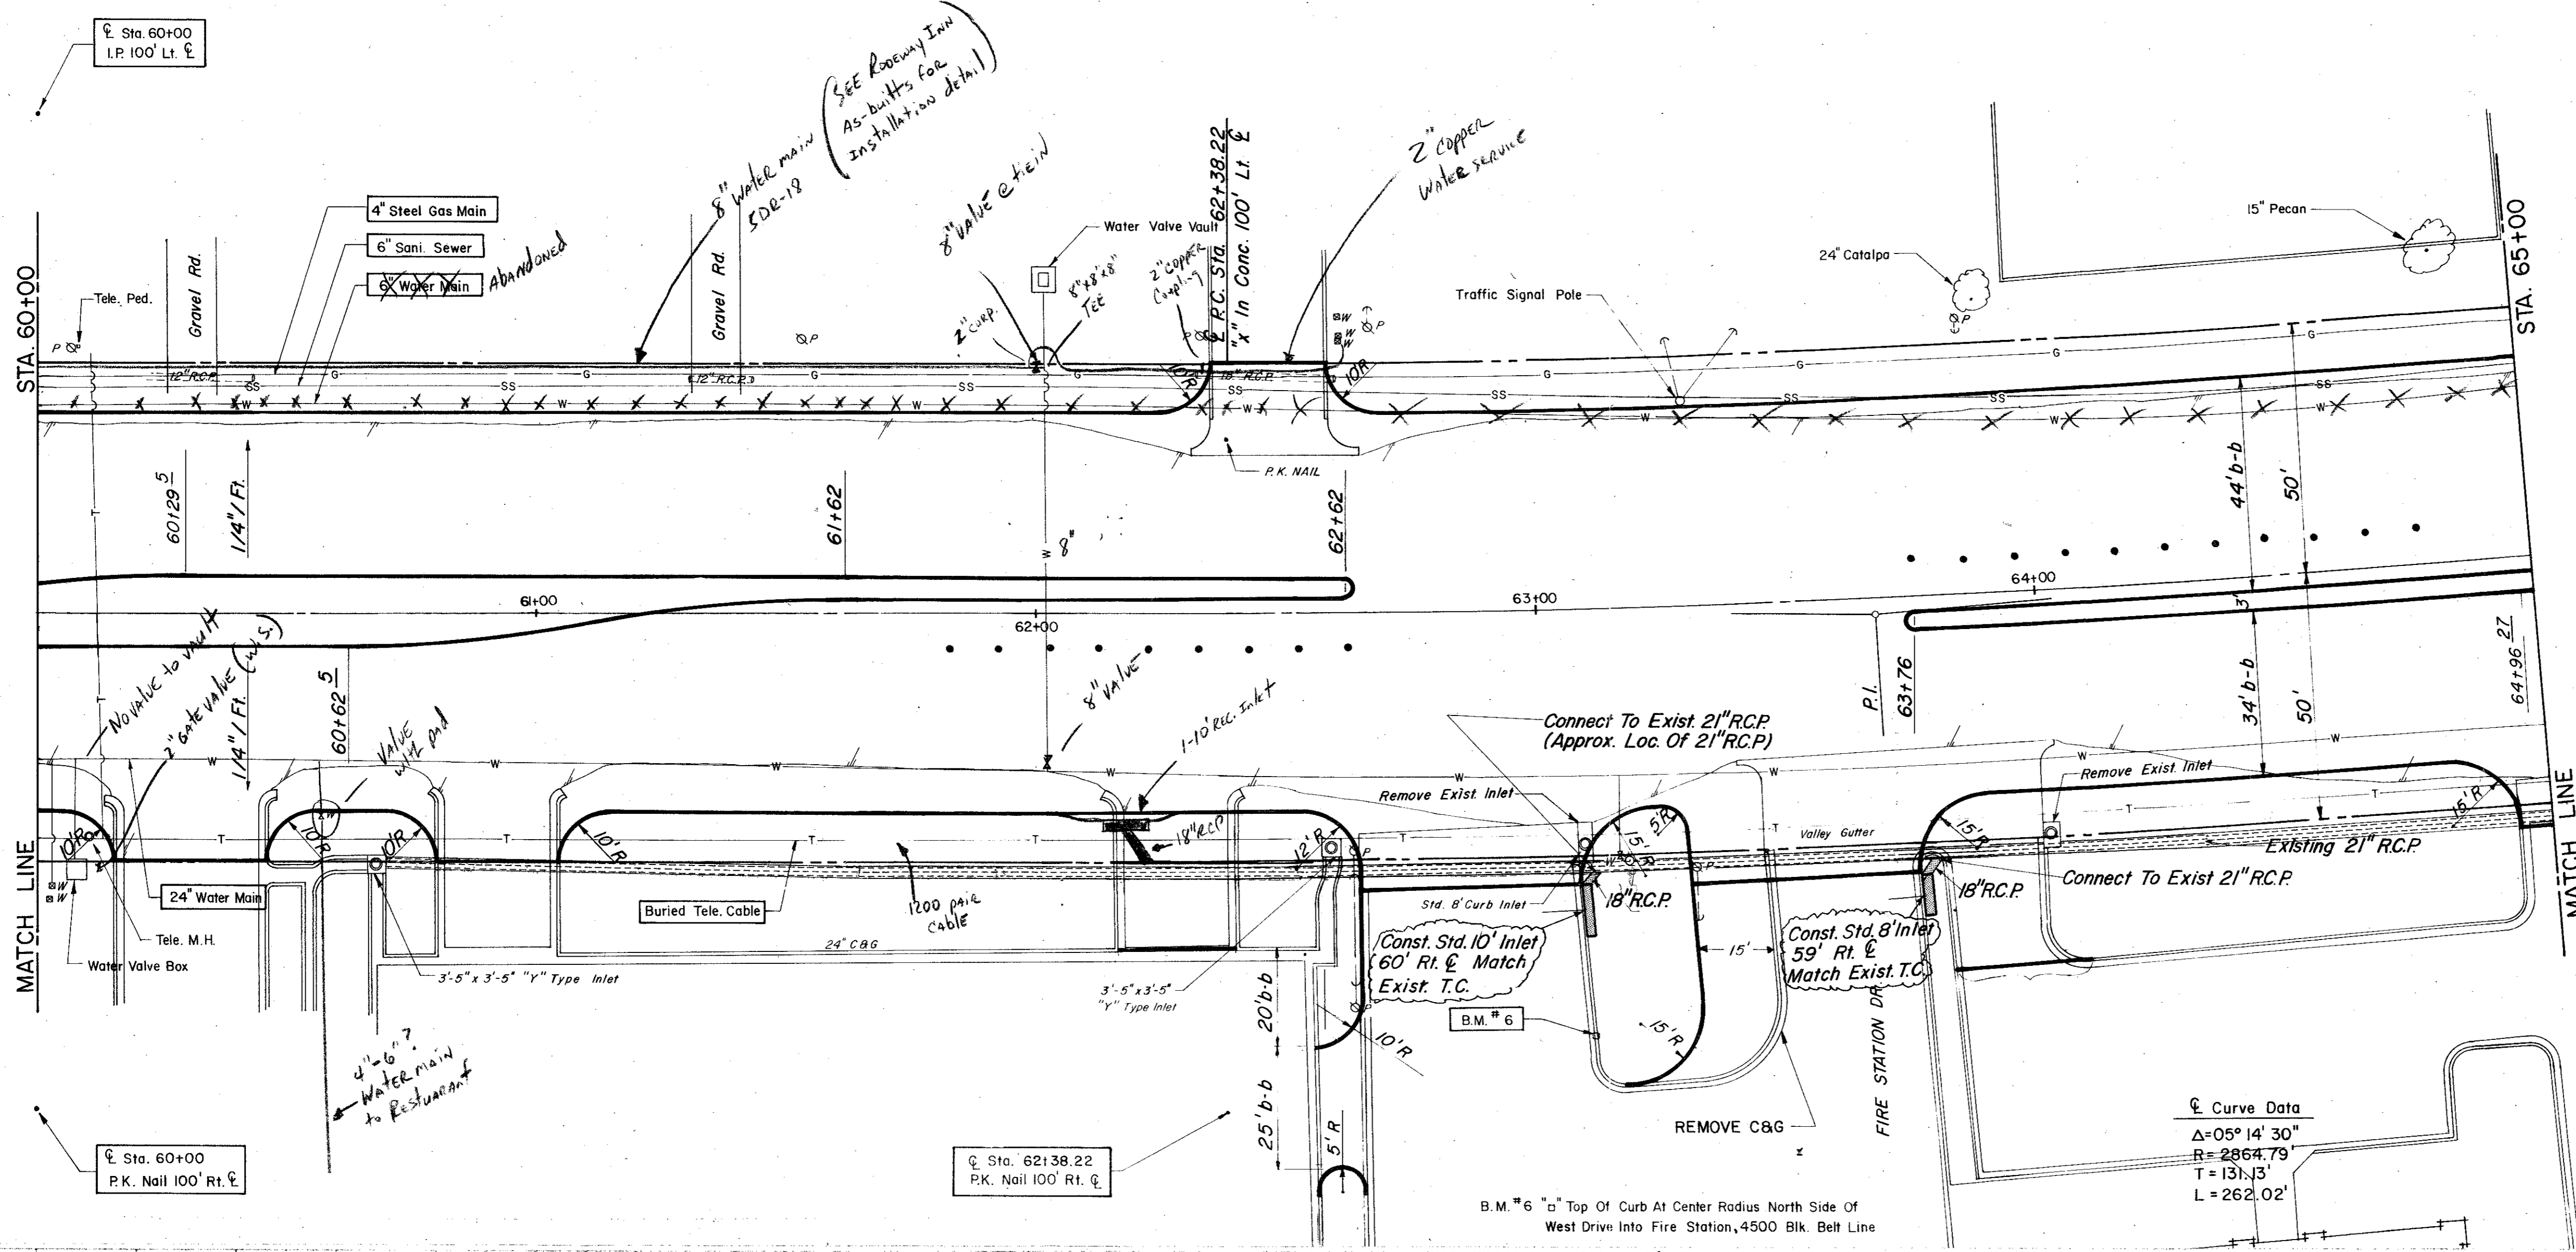 ℄ Sta. 60+00
I.P. 100' Lt. ℄
SEE RODEWAY INN
AS-builts FOR
INSTALLATION detail
8" WATER MAIN
SDR-18
8" VALVE @ tiein
2" COPPER
WATER SERVICE
℄ P.C. Sta. 62+38.22
"x" In Conc. 100' Lt. ℄
4" Steel Gas Main
6" Sani. Sewer
6" Water Main
ABANDONED
Water Valve Vault
8"x8"x8"
TEE
2" COPPER
Coupling
2" CORP.
15" Pecan
24" Catalpa
Traffic Signal Pole
STA. 60+00
STA. 65+00
Tele. Ped.
Gravel Rd.
Gravel Rd.
P
P
P
P
P
W
W
W
12" R.C.P.
12" R.C.P.
18" R.C.P.
10'R
10'R
G
G
G
G
G
G
G
G
SS
SS
SS
SS
SS
SS
SS
SS
W
W
W
W
W
W
W
P.K. NAIL
60+29 5
1/4"/Ft.
61+62
62+62
W 8"
44' b-b
50'
T
61+00
62+00
63+00
64+00
3'
NO VALVE to VAULT
2" GATE VALVE (W.S.)
1/4"/Ft.
60+62 5
VALVE
w/th pad
8" VALVE
1-10' REC. Inlet
P.I.
63+76
34' b-b
50'
64+96 27
Connect To Exist. 21" R.C.P.
(Approx. Loc. Of 21" R.C.P.)
Remove Exist. Inlet
Remove Exist. Inlet
W
W
W
W
W
W
W
T
T
T
T
T
T
T
T
10'R
10'R
10'R
10'R
18" RCP
12'R
5'R
15'R
15'R
15'R
Valley Gutter
Existing 21" R.C.P.
Connect To Exist 21" R.C.P.
18" R.C.P.
18" R.C.P.
MATCH LINE
MATCH LINE
24" Water Main
W
W
Buried Tele. Cable
1200 PAIR
CABLE
Std. 8' Curb Inlet
Tele. M.H.
Water Valve Box
24" C&G
3'-5" x 3'-5" "Y" Type Inlet
3'-5" x 3'-5"
"Y" Type Inlet
Const. Std. 10' Inlet
60' Rt. ℄ Match
Exist. T.C.
Const. Std. 8' Inlet
59' Rt. ℄
Match Exist. T.C.
15'
20' b-b
25' b-b
10'R
5'R
15'R
B.M. #6
4"-6"?
WATER MAIN
to RESTUARANT
REMOVE C&G
FIRE STATION DR.
℄ Sta. 60+00
P.K. Nail 100' Rt. ℄
℄ Sta. 62+38.22
P.K. Nail 100' Rt. ℄
℄ Curve Data
Δ=05° 14' 30"
R= 2864.79'
T = 131.13'
L = 262.02'
B.M. #6 "□" Top Of Curb At Center Radius North Side Of
West Drive Into Fire Station, 4500 Blk. Belt Line